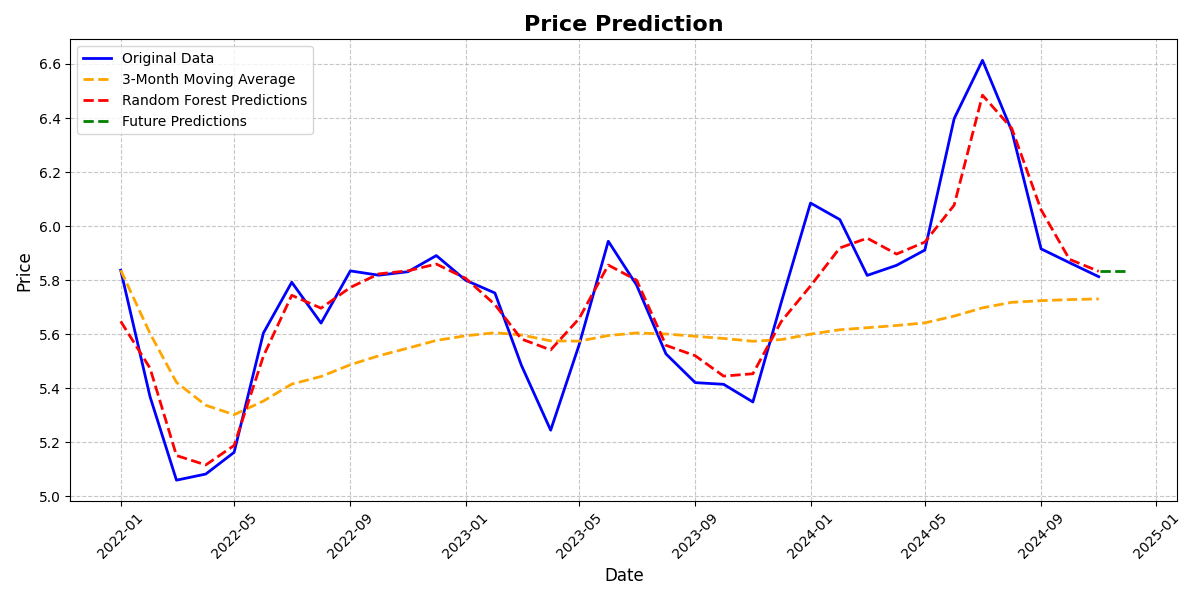 Price Prediction
Original Data
3-Month Moving Average
Random Forest Predictions
Future Predictions
Price
6.6
6.4
6.2
6.0
5.8
5.6
5.4
5.2
5.0
2022-01
2022-05
2022-09
2023-01
2023-05
2023-09
2024-01
2024-05
2024-09
2025-01
Date